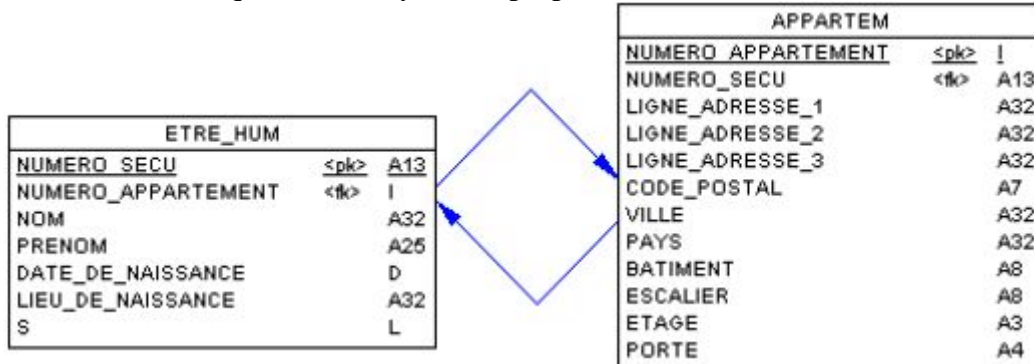 ETRE_HUM
NUMERO_SECU <pk> A13
NUMERO_APPARTEMENT <fk> I
NOM A32
PRENOM A25
DATE_DE_NAISSANCE D
LIEU_DE_NAISSANCE A32
S L
APPARTEM
NUMERO_APPARTEMENT <pk> I
NUMERO_SECU <fk> A13
LIGNE_ADRESSE_1 A32
LIGNE_ADRESSE_2 A32
LIGNE_ADRESSE_3 A32
CODE_POSTAL A7
VILLE A32
PAYS A32
BATIMENT A8
ESCALIER A8
ETAGE A3
PORTE A4